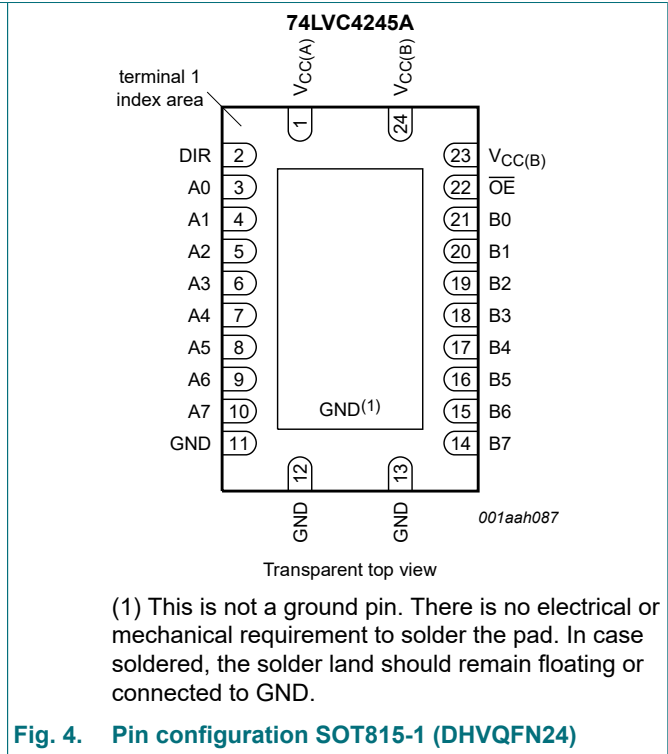 74LVC4245A
terminal 1
index area
VCC(A)
VCC(B)
1
24
DIR 2
23 VCC(B)
A0 3
22 OE
A1 4
21 B0
A2 5
20 B1
A3 6
19 B2
A4 7
18 B3
A5 8
17 B4
A6 9
16 B5
A7 10
GND(1)
15 B6
GND 11
14 B7
12
13
GND
GND
001aah087
Transparent top view
(1) This is not a ground pin. There is no electrical or
mechanical requirement to solder the pad. In case
soldered, the solder land should remain floating or
connected to GND.
Fig. 4. Pin configuration SOT815-1 (DHVQFN24)